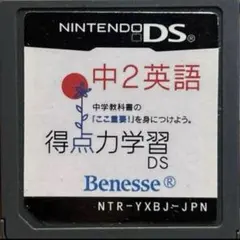 NINTENDO DS
中2英語
中学教科書の
「ここ重要!」を身につけよう。
得点力学習
DS
Benesse®
NTR-YXBJ-JPN